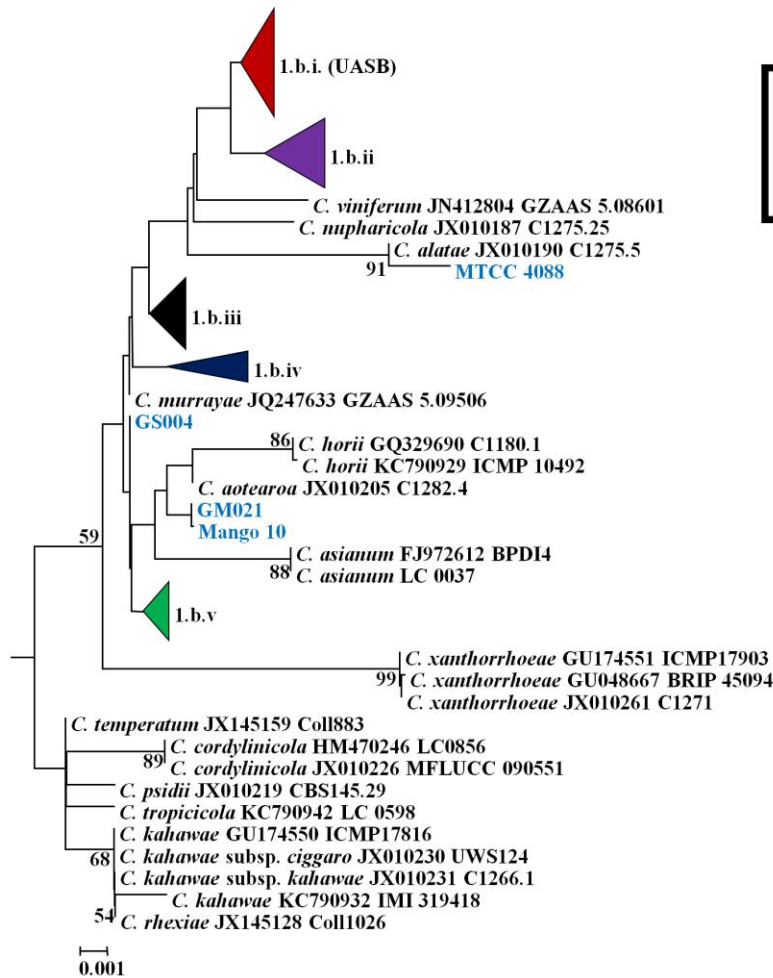 1.b.i. (UASB)
1.b.ii
C. viniferum JN412804 GZAAS 5.08601
C. nupharicola JX010187 C1275.25
C. alatae JX010190 C1275.5
91
MTCC 4088
1.b.iii
1.b.iv
C. murrayae JQ247633 GZAAS 5.09506
GS004
86
C. horii GQ329690 C1180.1
C. horii KC790929 ICMP 10492
C. aotearoa JX010205 C1282.4
GM021
Mango 10
59
C. asianum FJ972612 BPDI4
88
C. asianum LC 0037
1.b.v
C. xanthorrhoeae GU174551 ICMP17903
99
C. xanthorrhoeae GU048667 BRIP 45094
C. xanthorrhoeae JX010261 C1271
C. temperatum JX145159 Coll883
C. cordylinicola HM470246 LC0856
89
C. cordylinicola JX010226 MFLUCC 090551
C. psidii JX010219 CBS145.29
C. tropicicola KC790942 LC 0598
C. kahawae GU174550 ICMP17816
68
C. kahawae subsp. ciggaro JX010230 UWS124
C. kahawae subsp. kahawae JX010231 C1266.1
C. kahawae KC790932 IMI 319418
54
C. rhexiae JX145128 Coll1026
0.001